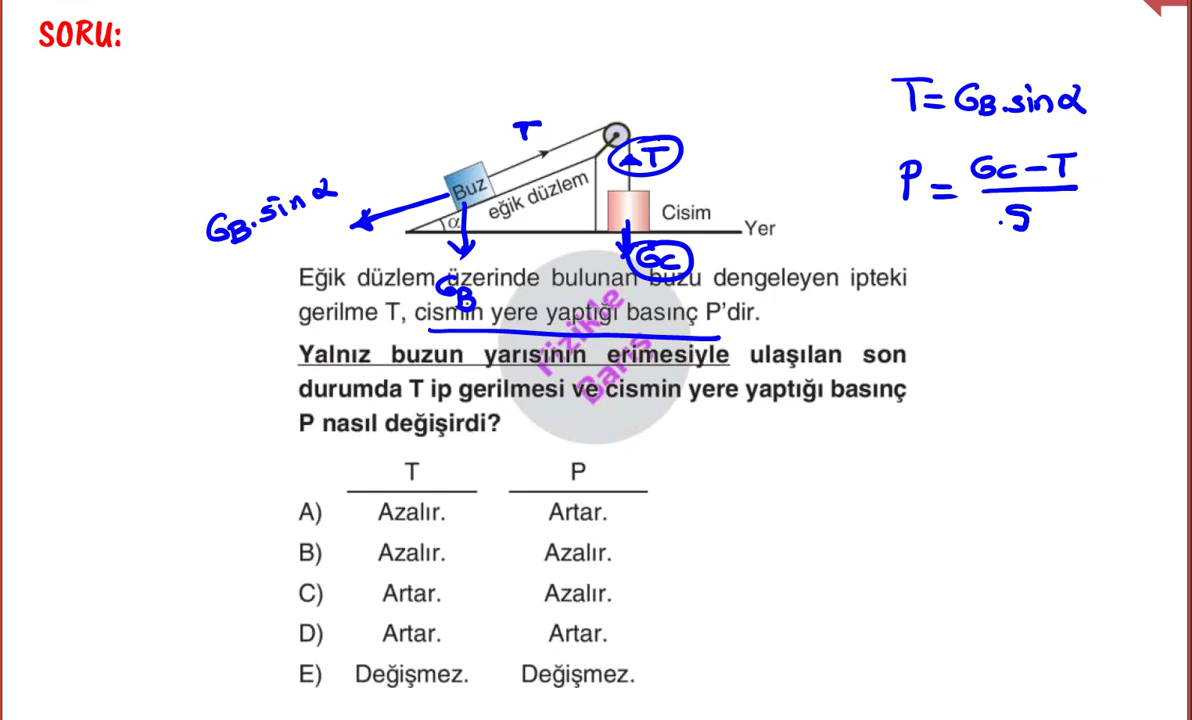 SORU:
T= GB.sinα
T
T
P = GC-T
S
Buz
eğik düzlem
α
GB.sinα
Cisim
Yer
GC
GB
Eğik düzlem üzerinde bulunan buzu dengeleyen ipteki
gerilme T, cismin yere yaptığı basınç P'dir.
Yalnız buzun yarısının erimesiyle ulaşılan son
durumda T ip gerilmesi ve cismin yere yaptığı basınç
P nasıl değişirdi?
T P
A) Azalır. Artar.
B) Azalır. Azalır.
C) Artar. Azalır.
D) Artar. Artar.
E) Değişmez. Değişmez.
Fizikle
Barış